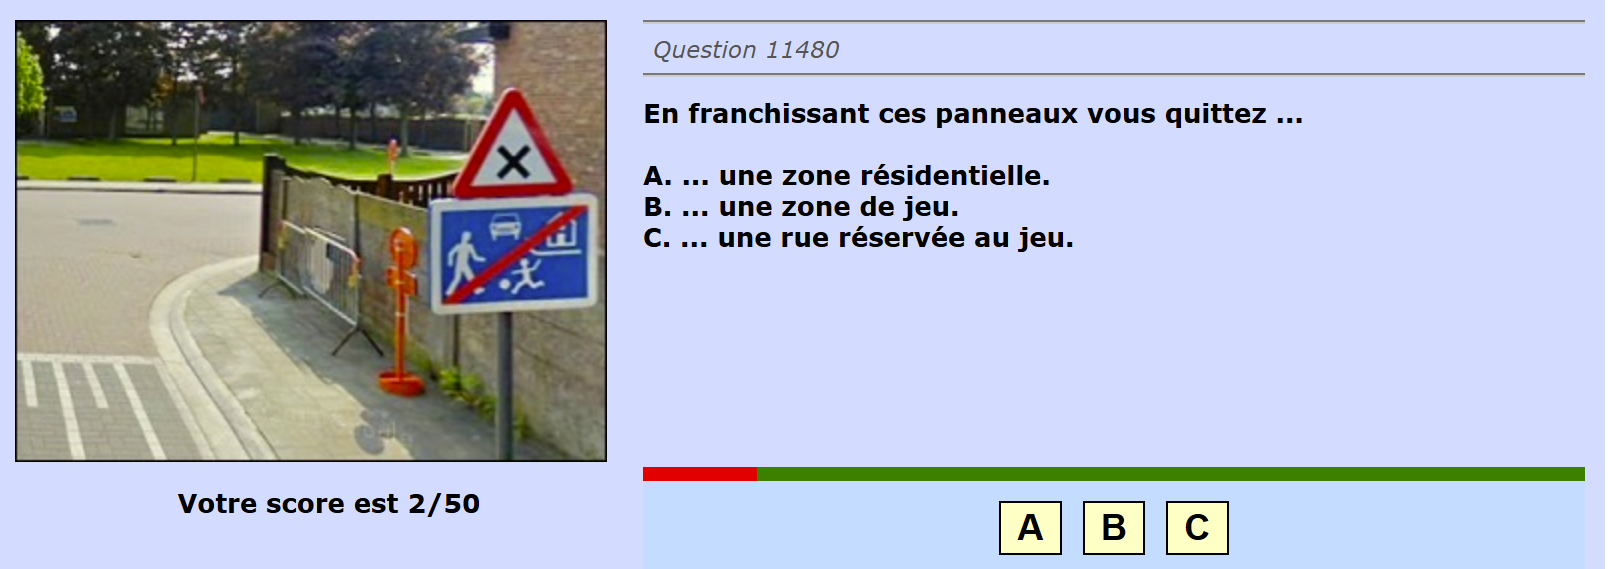 Question 11480
En franchissant ces panneaux vous quittez ...
A. ... une zone résidentielle.
B. ... une zone de jeu.
C. ... une rue réservée au jeu.
Votre score est 2/50
A B C